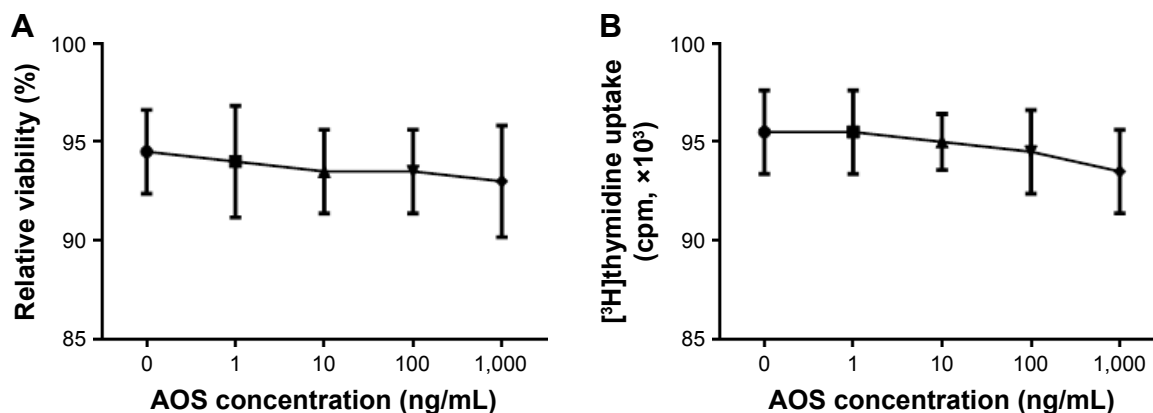 A
Relative viability (%)
100
95
90
85
0 1 10 100 1,000
AOS concentration (ng/mL)
B
[³H]thymidine uptake
(cpm, ×10³)
100
95
90
85
0 1 10 100 1,000
AOS concentration (ng/mL)